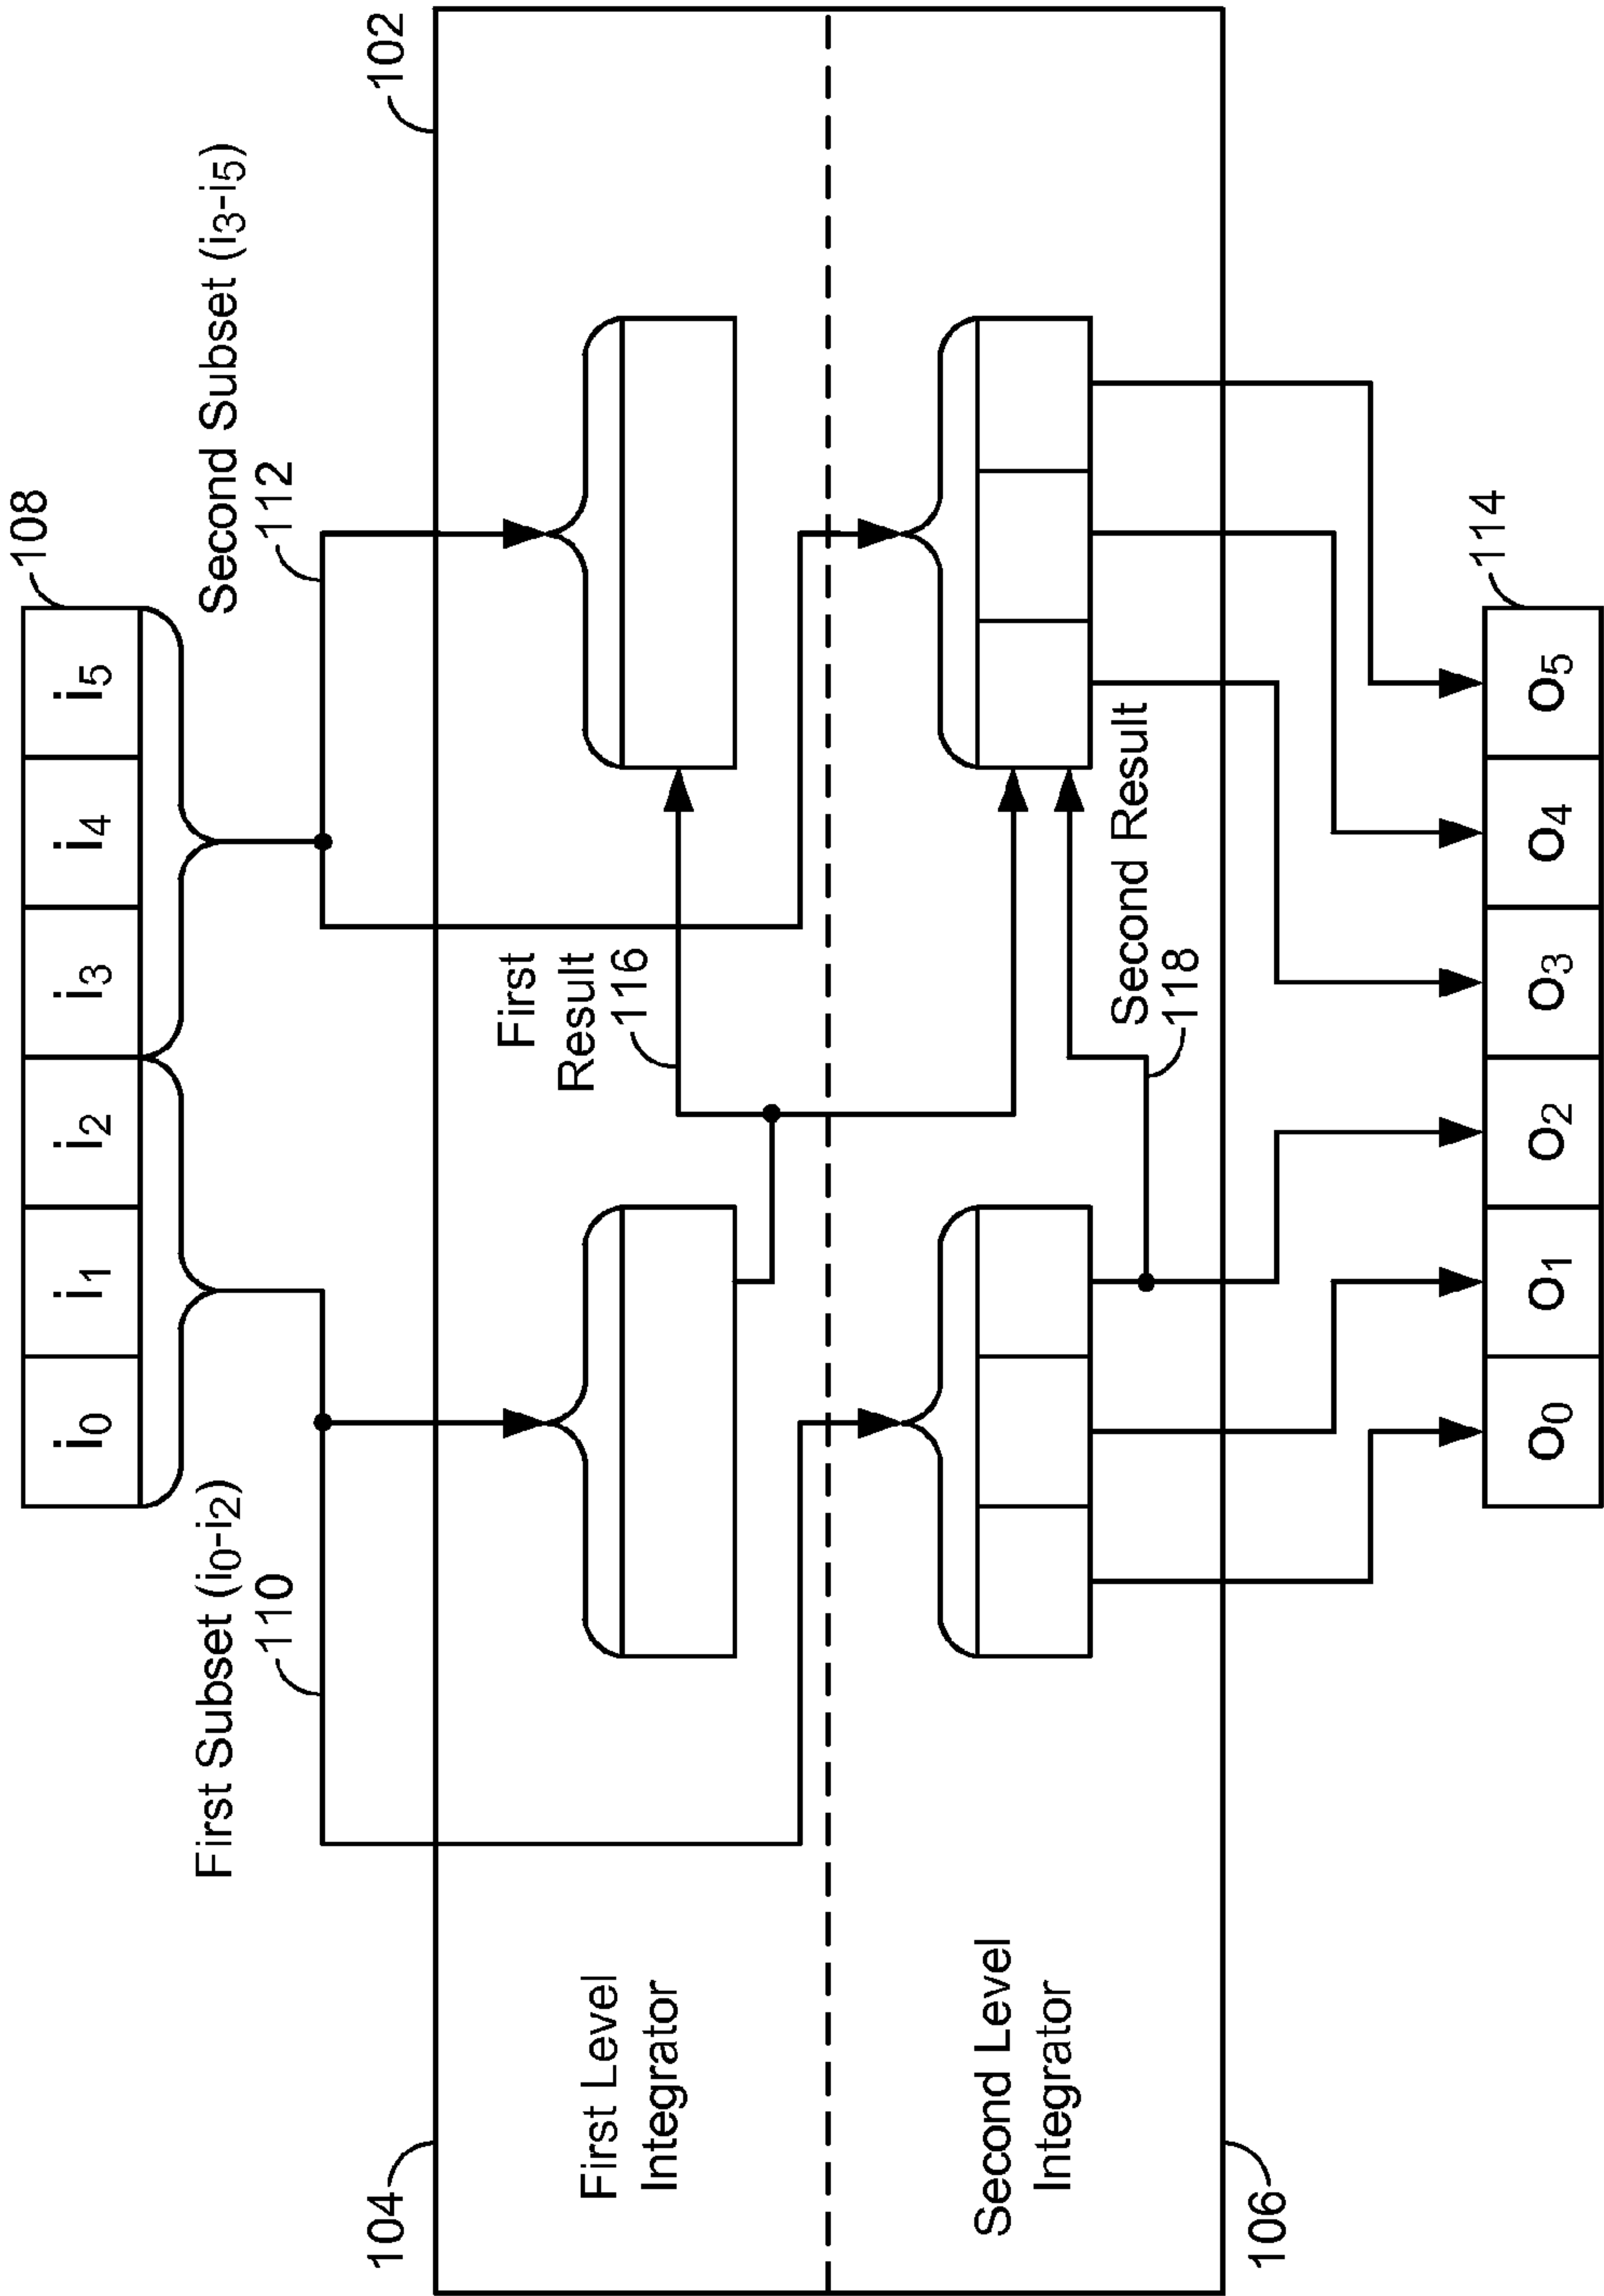 108
i0 i1 i2 i3 i4 i5
First Subset (i0-i2)
110
Second Subset (i3-i5)
112
102
104
First Level
Integrator
First
Result
116
Second Level
Integrator
Second Result
118
106
114
O0 O1 O2 O3 O4 O5